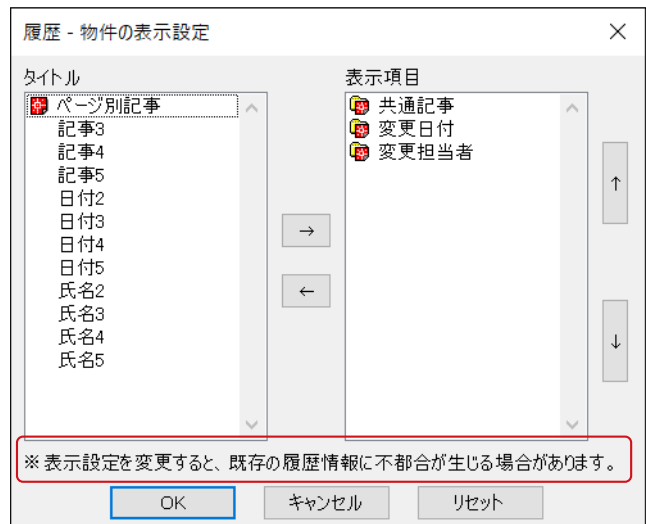 履歴 - 物件の表示設定
タイトル
ページ別記事
記事3
記事4
記事5
日付2
日付3
日付4
日付5
氏名2
氏名3
氏名4
氏名5
→
←
表示項目
共通記事
変更日付
変更担当者
↑
↓
※ 表示設定を変更すると、既存の履歴情報に不都合が生じる場合があります。
OK
キャンセル
リセット